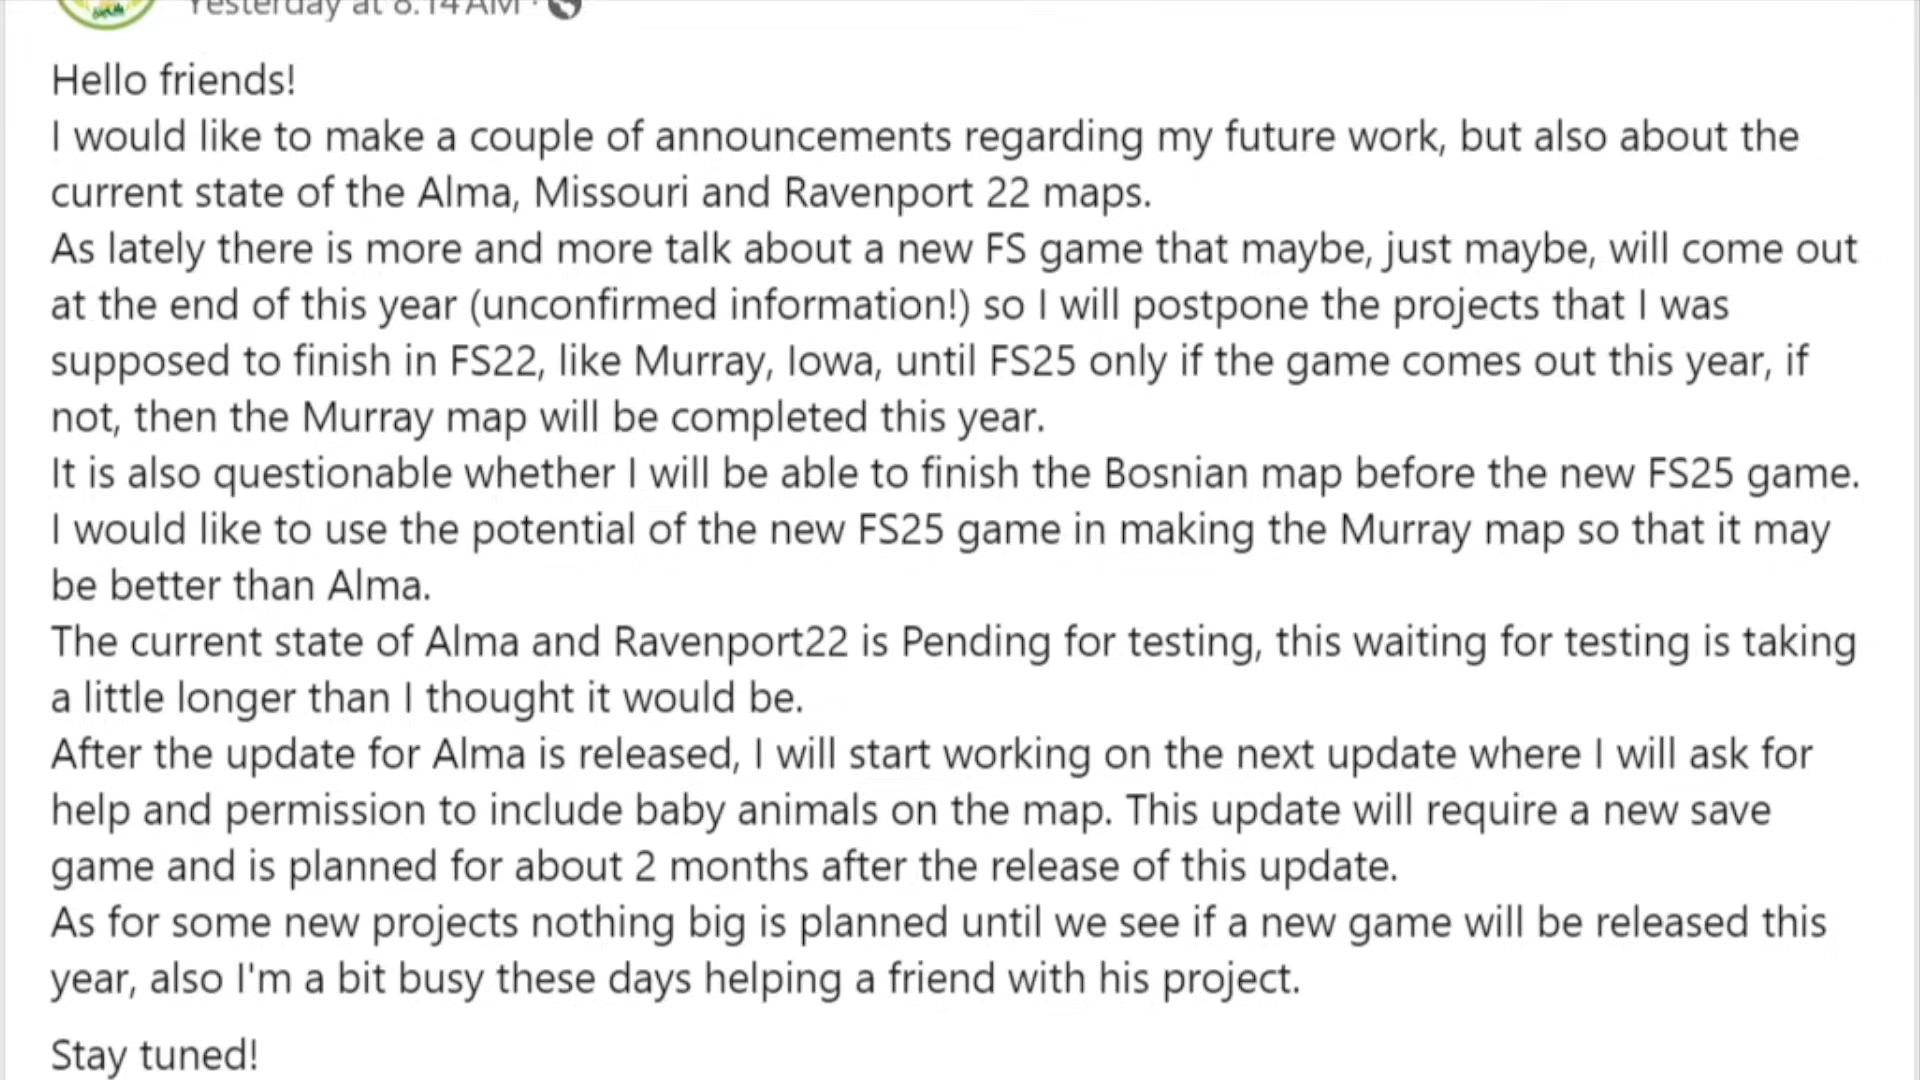 Yesterday at 8:14 AM ·
Hello friends!
I would like to make a couple of announcements regarding my future work, but also about the
current state of the Alma, Missouri and Ravenport 22 maps.
As lately there is more and more talk about a new FS game that maybe, just maybe, will come out
at the end of this year (unconfirmed information!) so I will postpone the projects that I was
supposed to finish in FS22, like Murray, Iowa, until FS25 only if the game comes out this year, if
not, then the Murray map will be completed this year.
It is also questionable whether I will be able to finish the Bosnian map before the new FS25 game.
I would like to use the potential of the new FS25 game in making the Murray map so that it may
be better than Alma.
The current state of Alma and Ravenport22 is Pending for testing, this waiting for testing is taking
a little longer than I thought it would be.
After the update for Alma is released, I will start working on the next update where I will ask for
help and permission to include baby animals on the map. This update will require a new save
game and is planned for about 2 months after the release of this update.
As for some new projects nothing big is planned until we see if a new game will be released this
year, also I'm a bit busy these days helping a friend with his project.
Stay tuned!